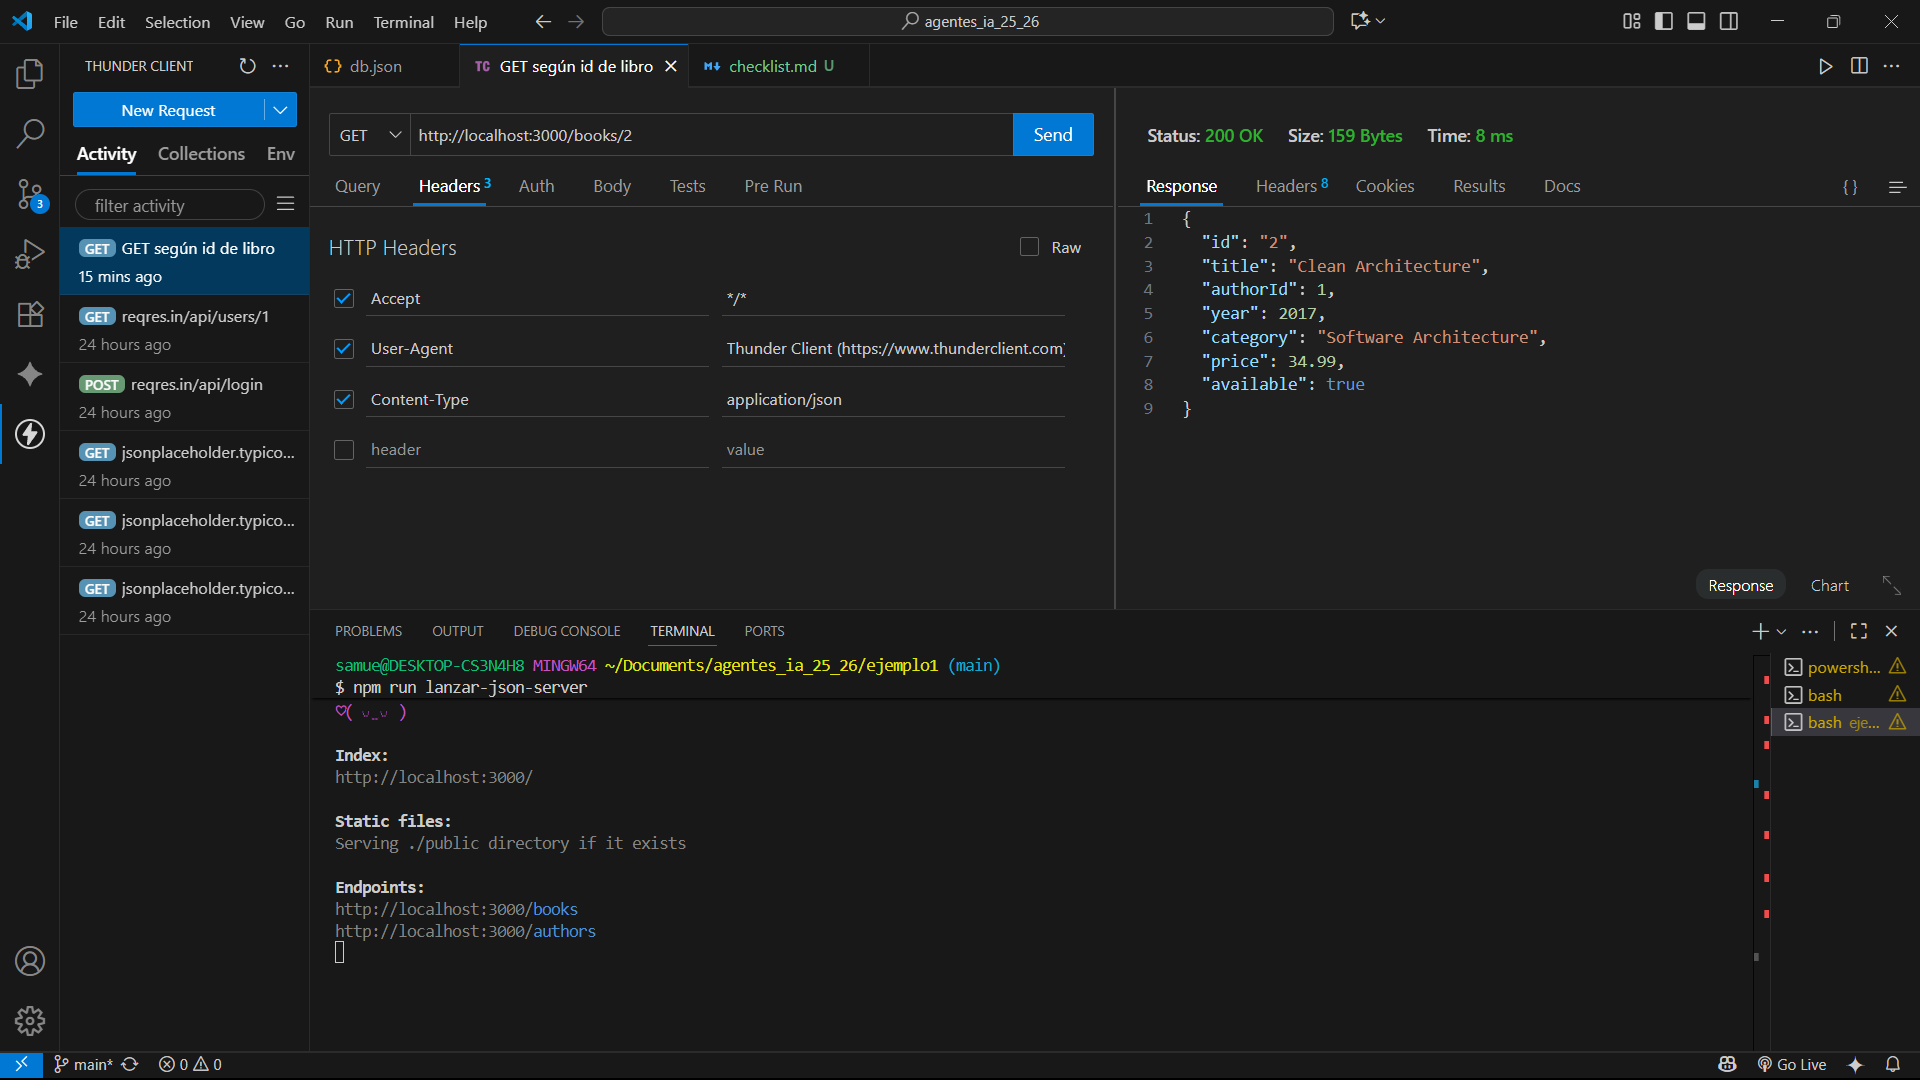 File Edit Selection View Go Run Terminal Help
agentes_ia_25_26
THUNDER CLIENT
New Request
Activity Collections Env
filter activity
GET GET según id de libro
15 mins ago
GET reqres.in/api/users/1
24 hours ago
POST reqres.in/api/login
24 hours ago
GET jsonplaceholder.typico...
24 hours ago
GET jsonplaceholder.typico...
24 hours ago
GET jsonplaceholder.typico...
24 hours ago
3
{} db.json
TC GET según id de libro
checklist.md U
GET http://localhost:3000/books/2 Send
Query Headers 3 Auth Body Tests Pre Run
HTTP Headers Raw
Accept */*
User-Agent Thunder Client (https://www.thunderclient.com)
Content-Type application/json
header value
Status: 200 OK Size: 159 Bytes Time: 8 ms
Response Headers 8 Cookies Results Docs {}
1 {
2 "id": "2",
3 "title": "Clean Architecture",
4 "authorId": 1,
5 "year": 2017,
6 "category": "Software Architecture",
7 "price": 34.99,
8 "available": true
9 }
Response Chart
PROBLEMS OUTPUT DEBUG CONSOLE TERMINAL PORTS
samue@DESKTOP-CS3N4H8 MINGW64 ~/Documents/agentes_ia_25_26/ejemplo1 (main)
$ npm run lanzar-json-server
♡( ◡_◡ )
Index:
http://localhost:3000/
Static files:
Serving ./public directory if it exists
Endpoints:
http://localhost:3000/books
http://localhost:3000/authors
powersh...
bash
bash eje...
main* 0 0
Go Live